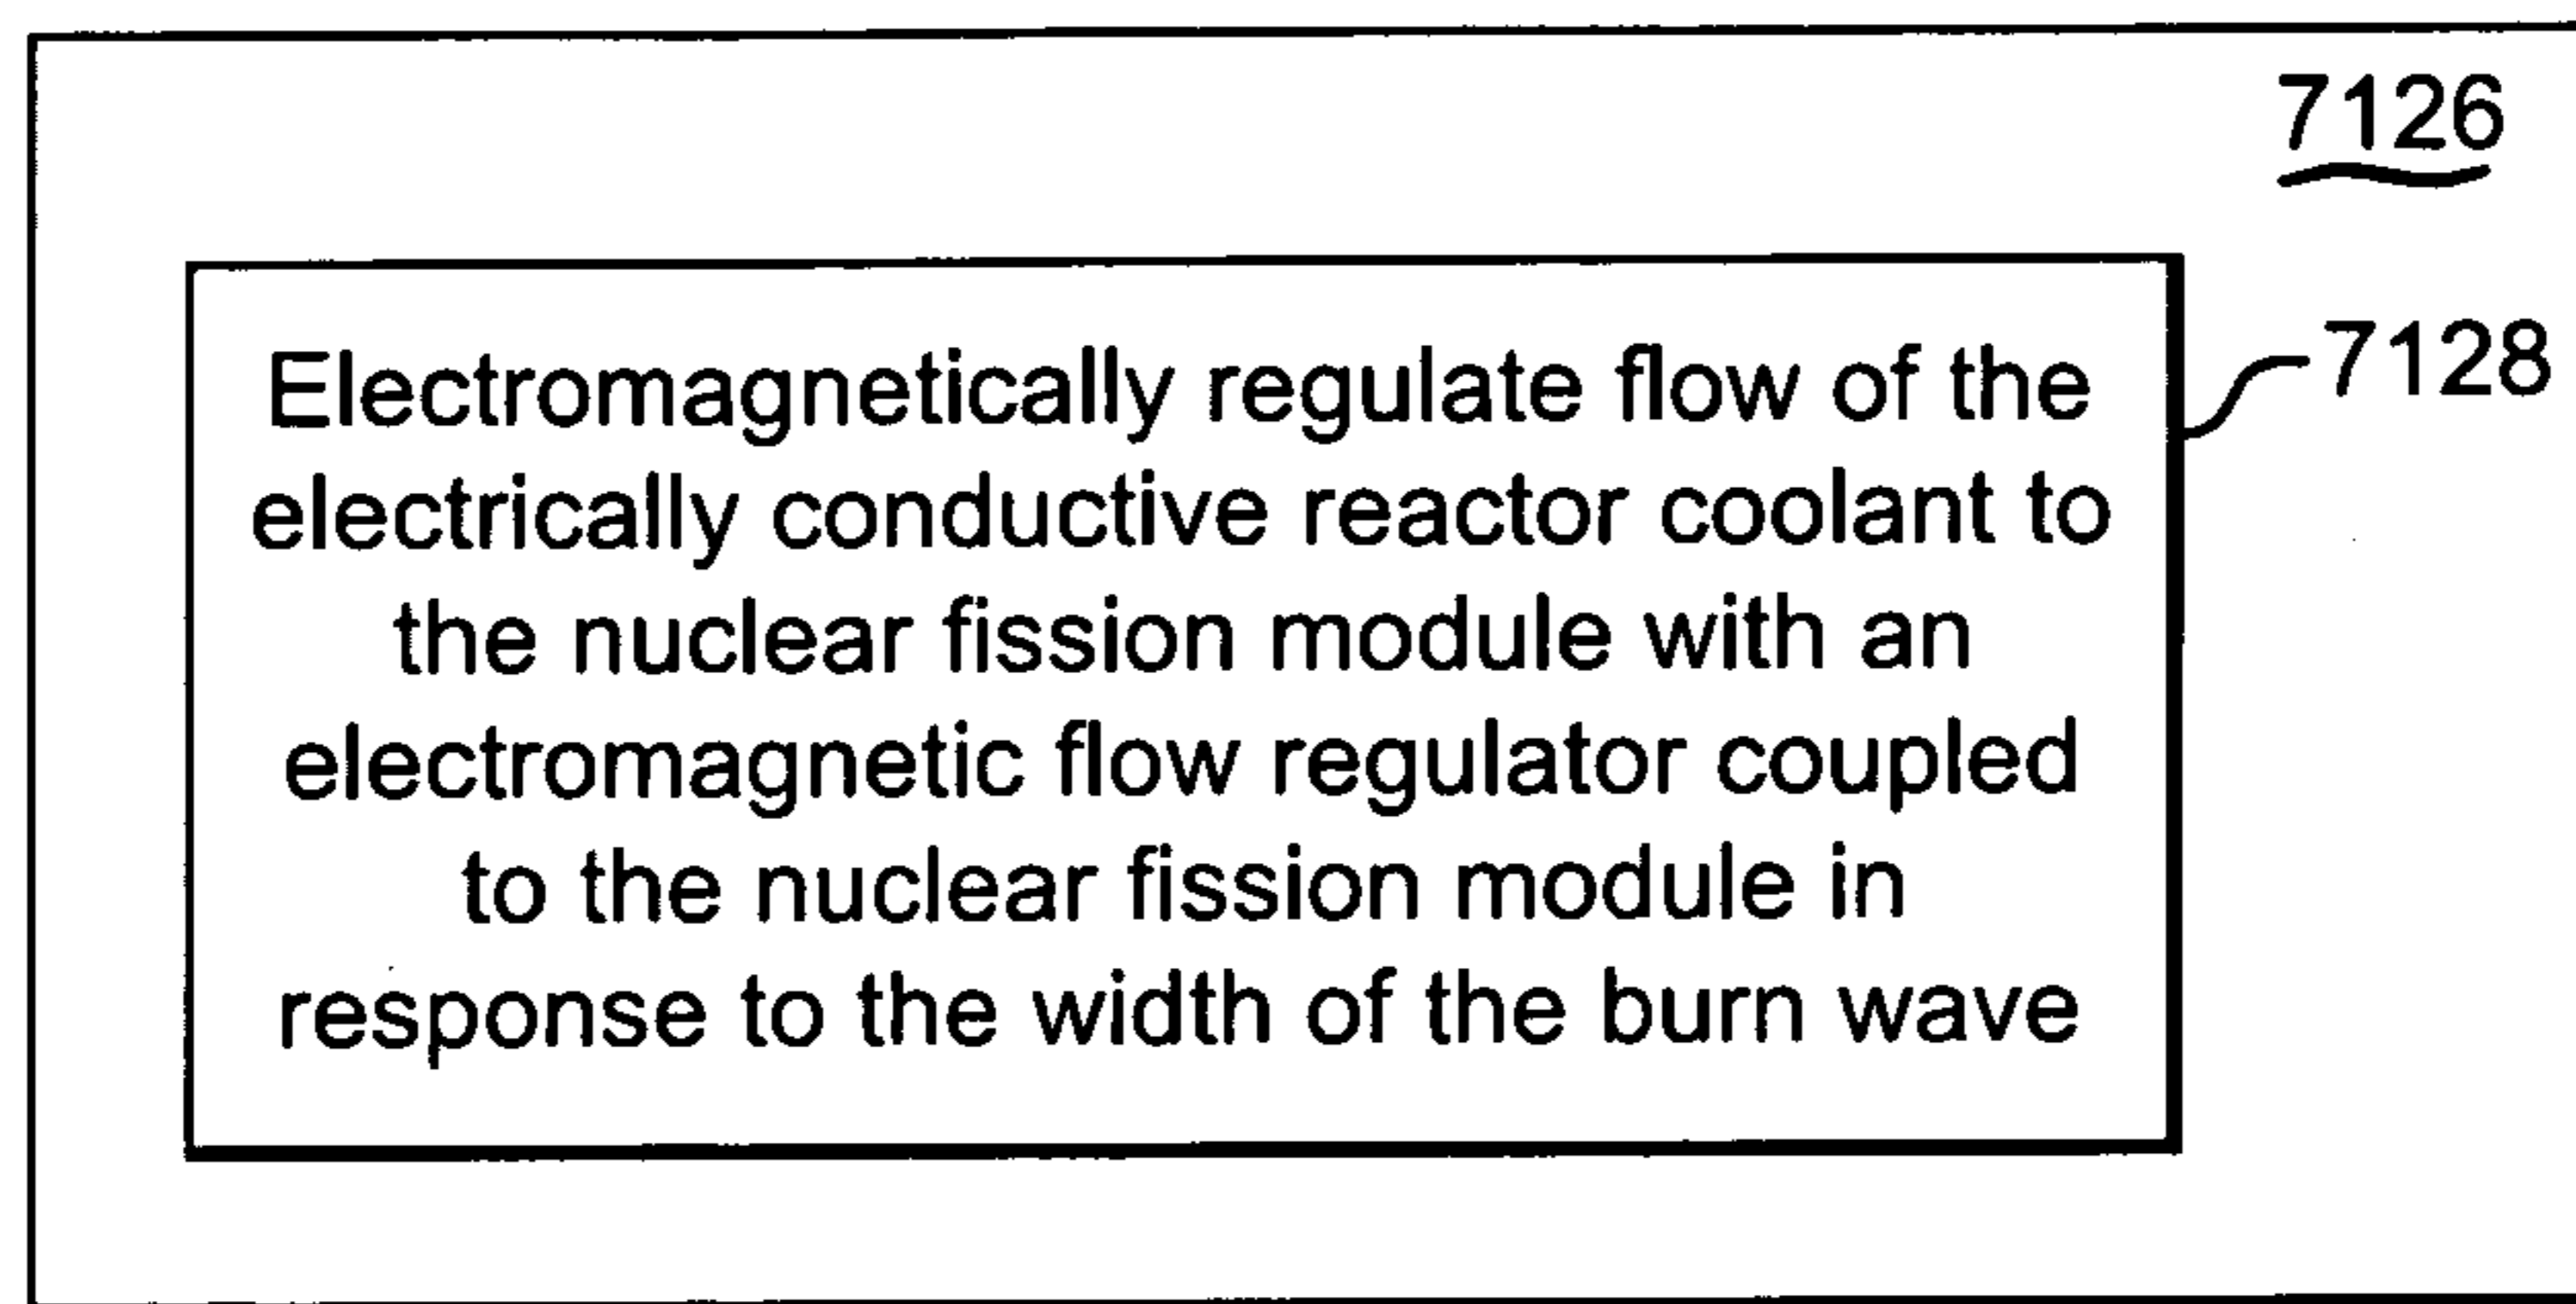 7126
Electromagnetically regulate flow of the
7128
electrically conductive reactor coolant to
the nuclear fission module with an
electromagnetic flow regulator coupled
to the nuclear fission module in
response to the width of the burn wave